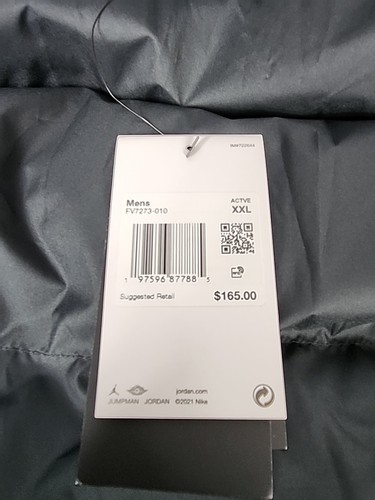 Mens
ACTVE
FV7273-010
XXL
1 97596 87788 5
Suggested Retail
$165.00
jordan.com
JUMPMAN JORDAN ©2021 Nike